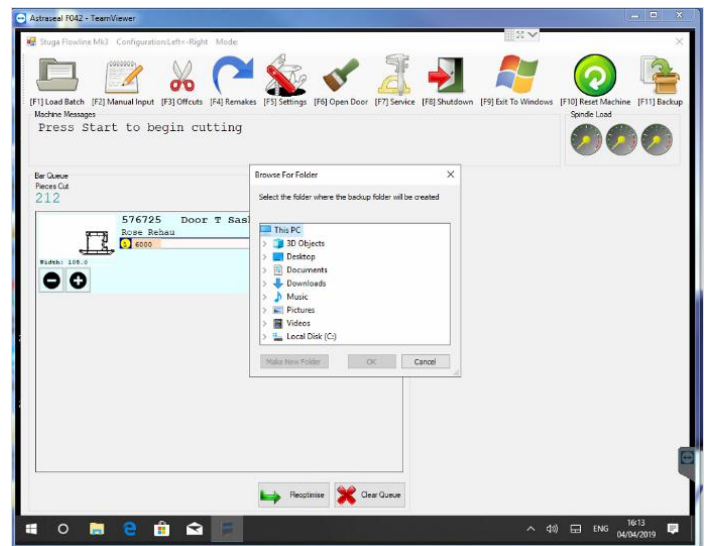 Astraseal F042 - TeamViewer
Stuga Flowline Mk3 Configuration:Left<-Right Mode:
[F1] Load Batch [F2] Manual Input [F3] Offcuts [F4] Remakes [F5] Settings [F6] Open Door [F7] Service [F8] Shutdown [F9] Exit To Windows [F10] Reset Machine [F11] Backup
Machine Messages
Press Start to begin cutting
Spindle Load
Bar Queue
Pieces Cut
212
576725 Door T Sas
Rose Rehau
6000
Width: 108.0
Browse For Folder
Select the folder where the backup folder will be created
This PC
3D Objects
Desktop
Documents
Downloads
Music
Pictures
Videos
Local Disk (C:)
Make New Folder OK Cancel
Reoptimise Clear Queue
ENG 16:13
04/04/2019